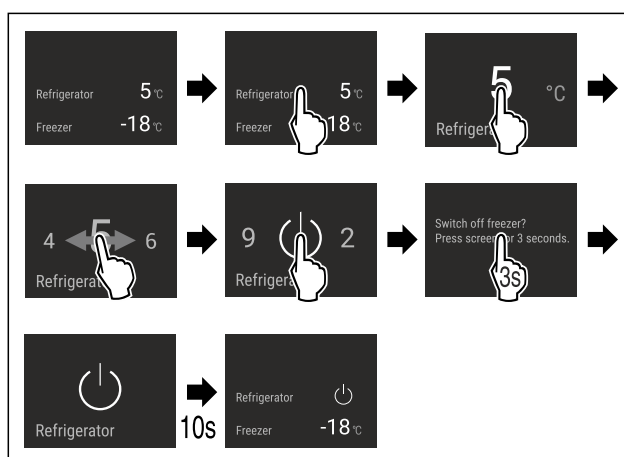 Refrigerator 5 °C
Freezer -18 °C
Refrigerator 5 °C
Freezer 18 °C
5 °C
Refriger
4 5 6
Refrigerat
9 2
Refrigera
Switch off freezer?
Press screen for 3 seconds.
3s
Refrigerator
10s
Refrigerator
Freezer -18 °C